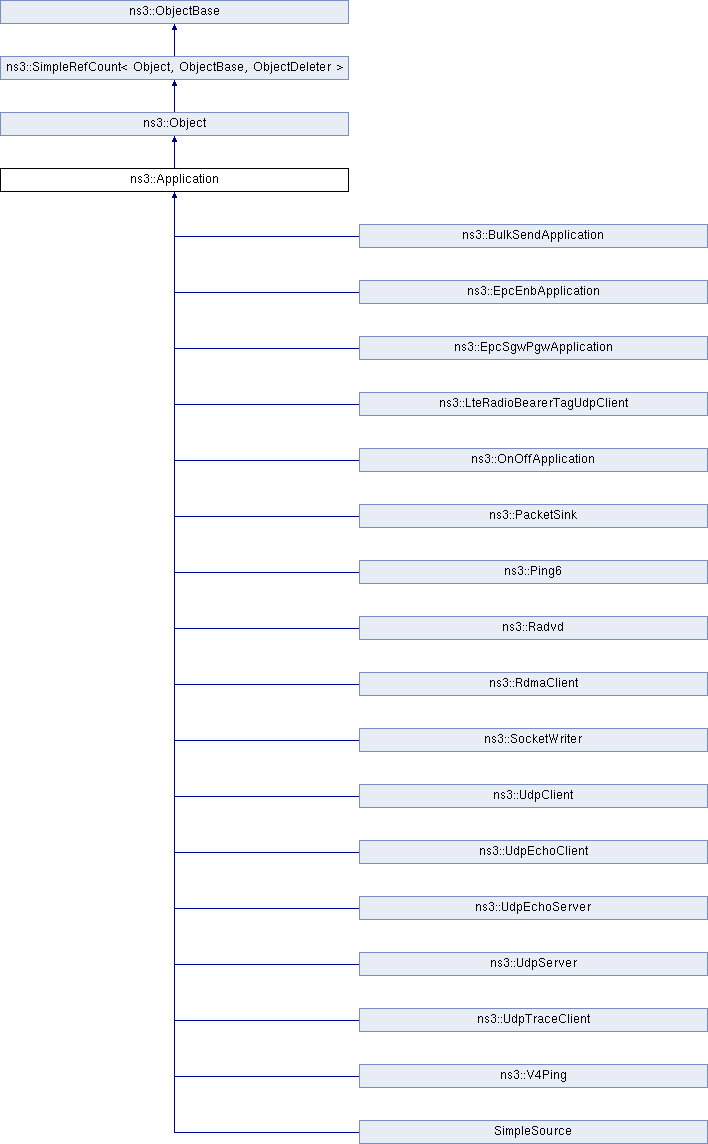 ns3::ObjectBase
ns3::SimpleRefCount< Object, ObjectBase, ObjectDeleter >
ns3::Object
ns3::Application
ns3::BulkSendApplication
ns3::EpcEnbApplication
ns3::EpcSgwPgwApplication
ns3::LteRadioBearerTagUdpClient
ns3::OnOffApplication
ns3::PacketSink
ns3::Ping6
ns3::Radvd
ns3::RdmaClient
ns3::SocketWriter
ns3::UdpClient
ns3::UdpEchoClient
ns3::UdpEchoServer
ns3::UdpServer
ns3::UdpTraceClient
ns3::V4Ping
SimpleSource